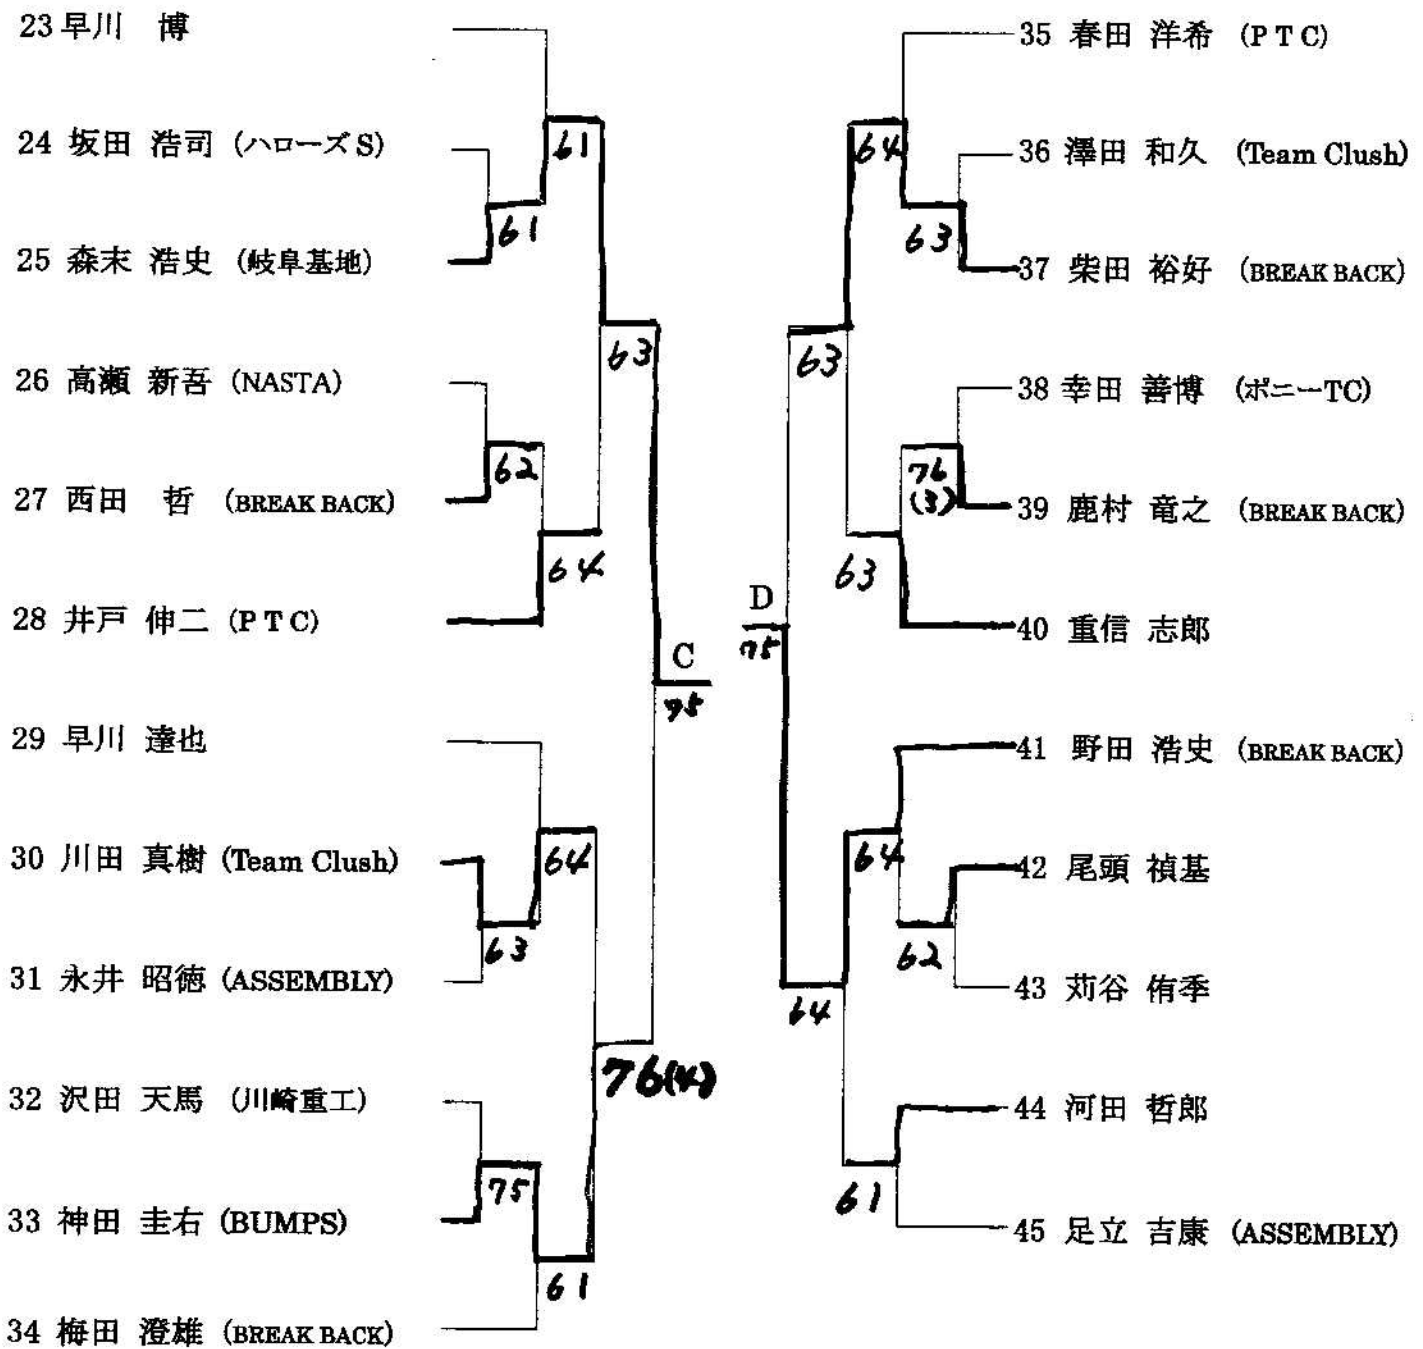 23 早川 博
24 坂田 浩司 (ハローズS)
25 森末 浩史 (岐阜基地)
26 高瀬 新吾 (NASTA)
27 西田 哲 (BREAK BACK)
28 井戸 伸二 (PTC)
29 早川 達也
30 川田 真樹 (Team Clush)
31 永井 昭徳 (ASSEMBLY)
32 沢田 天馬 (川崎重工)
33 神田 圭右 (BUMPS)
34 梅田 澄雄 (BREAK BACK)
61
61
63
62
64
C
75
64
63
76(4)
75
61
35 春田 洋希 (PTC)
36 澤田 和久 (Team Clush)
37 柴田 裕好 (BREAK BACK)
38 幸田 善博 (ポニーTC)
39 鹿村 竜之 (BREAK BACK)
40 重信 志郎
41 野田 浩史 (BREAK BACK)
42 尾頭 禎基
43 苅谷 侑季
44 河田 哲郎
45 足立 吉康 (ASSEMBLY)
64
63
63
76
(3)
63
D
75
64
62
64
61